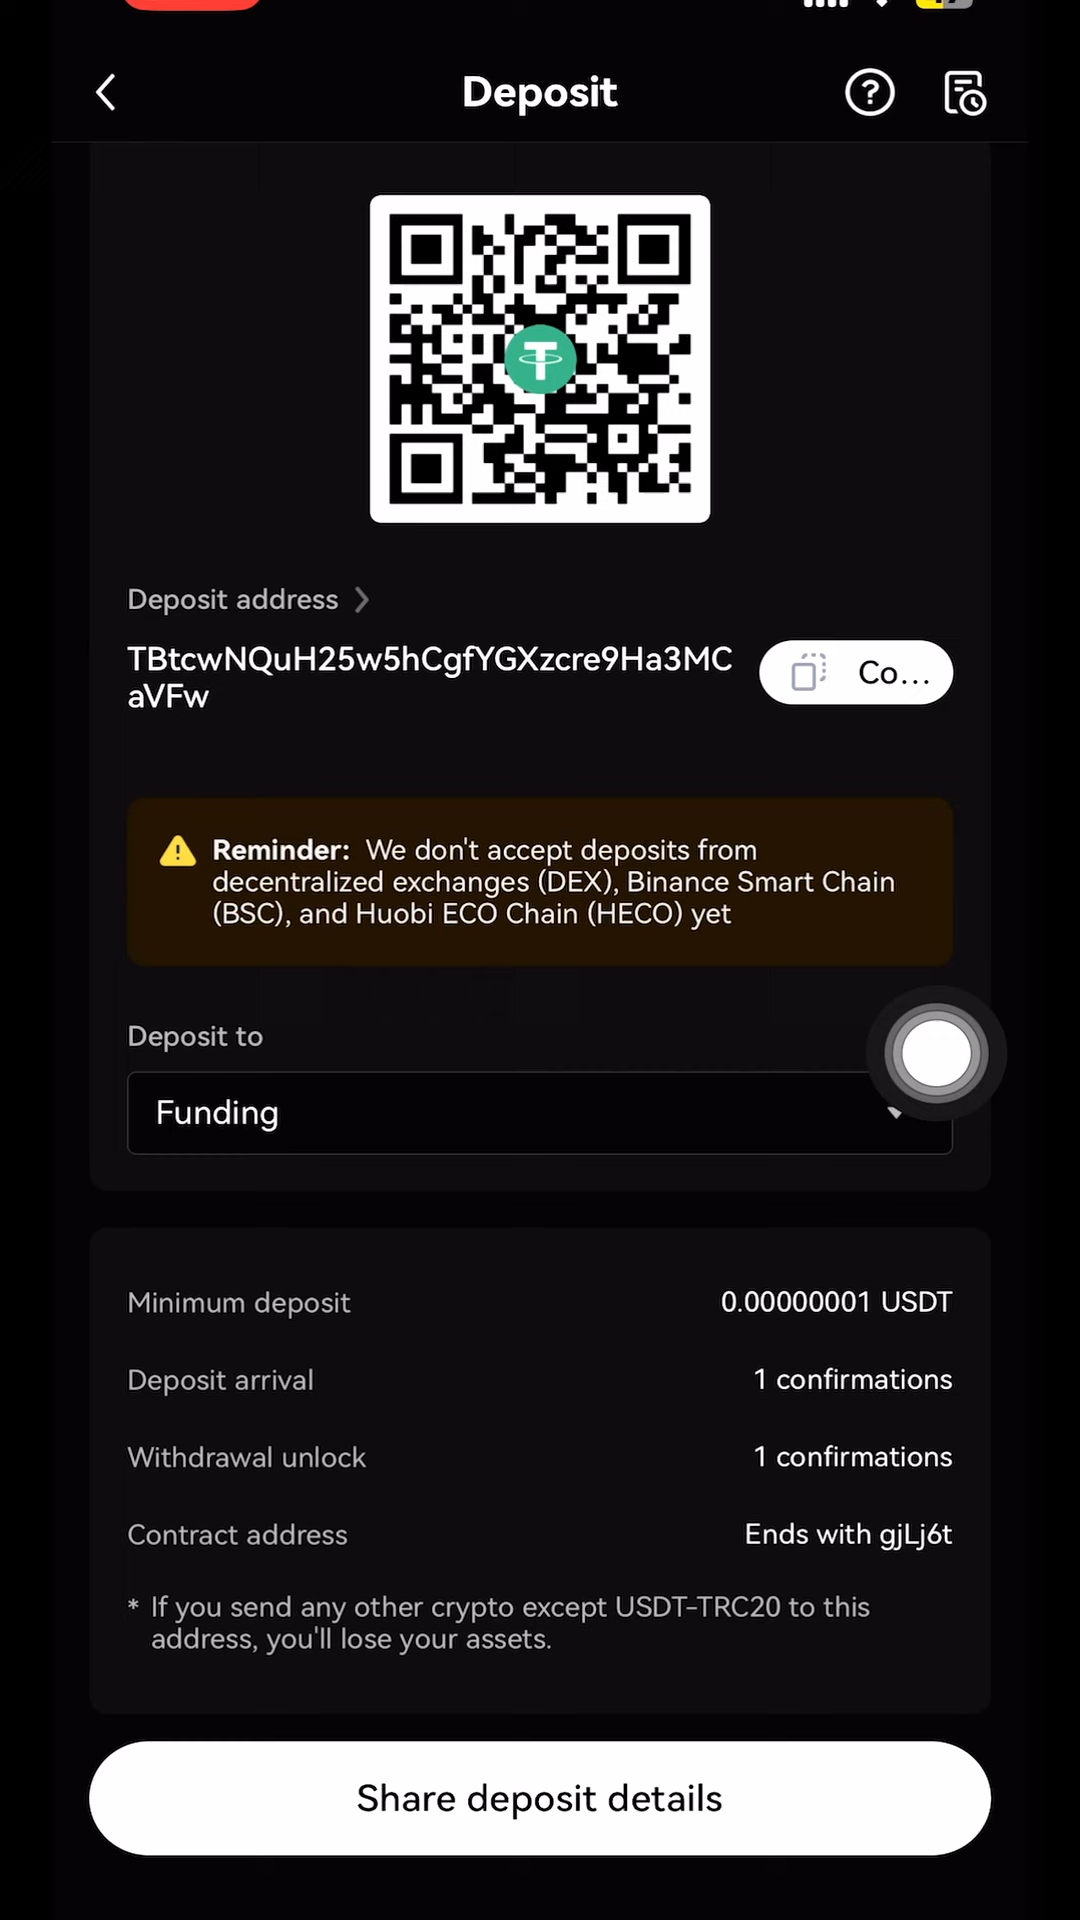 Deposit
Deposit address
TBtcwNQuH25w5hCgfYGXzcre9Ha3MC
aVFw
Co...
Reminder: We don't accept deposits from
decentralized exchanges (DEX), Binance Smart Chain
(BSC), and Huobi ECO Chain (HECO) yet
Deposit to
Funding
Minimum deposit 0.00000001 USDT
Deposit arrival 1 confirmations
Withdrawal unlock 1 confirmations
Contract address Ends with gjLj6t
* If you send any other crypto except USDT-TRC20 to this
address, you'll lose your assets.
Share deposit details